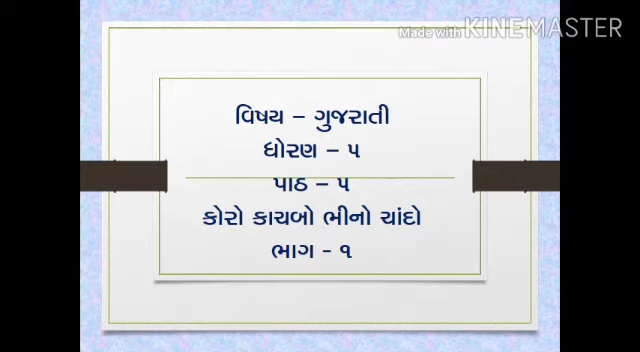 Made with KINEMASTER
વિષય – ગુજરાતી
ધોરણ – ૫
પાઠ – ૫
કોરો કાચબો ભીનો ચાંદો
ભાગ - ૧